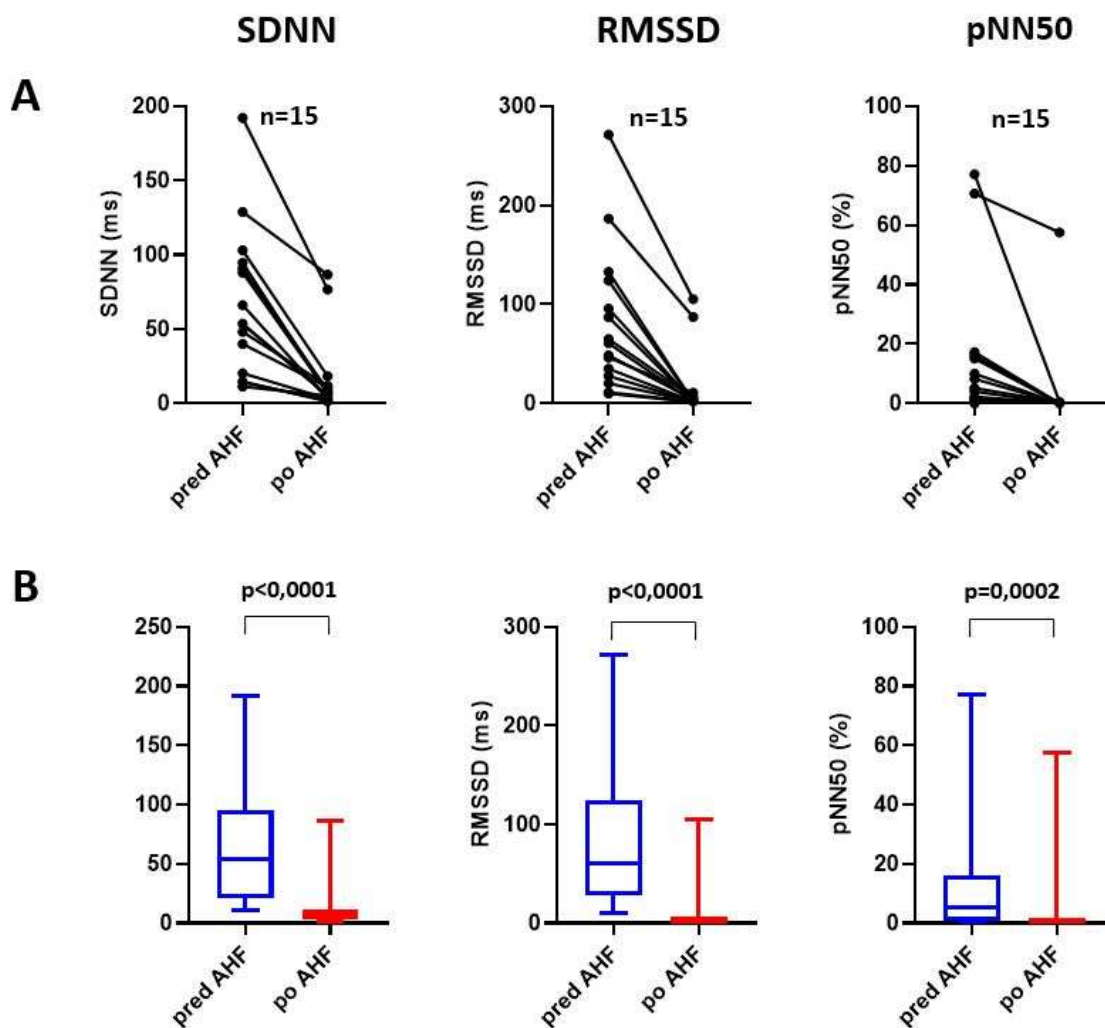 SDNN RMSSD pNN50
A
n=15 n=15 n=15
SDNN (ms)
200
150
100
50
0
pred AHF po AHF
RMSSD (ms)
300
200
100
0
pred AHF po AHF
pNN50 (%)
100
80
60
40
20
0
pred AHF po AHF
B
p<0,0001 p<0,0001 p=0,0002
250
200
150
100
50
0
pred AHF po AHF
RMSSD (ms)
300
200
100
0
pred AHF po AHF
pNN50 (%)
100
80
60
40
20
0
pred AHF po AHF